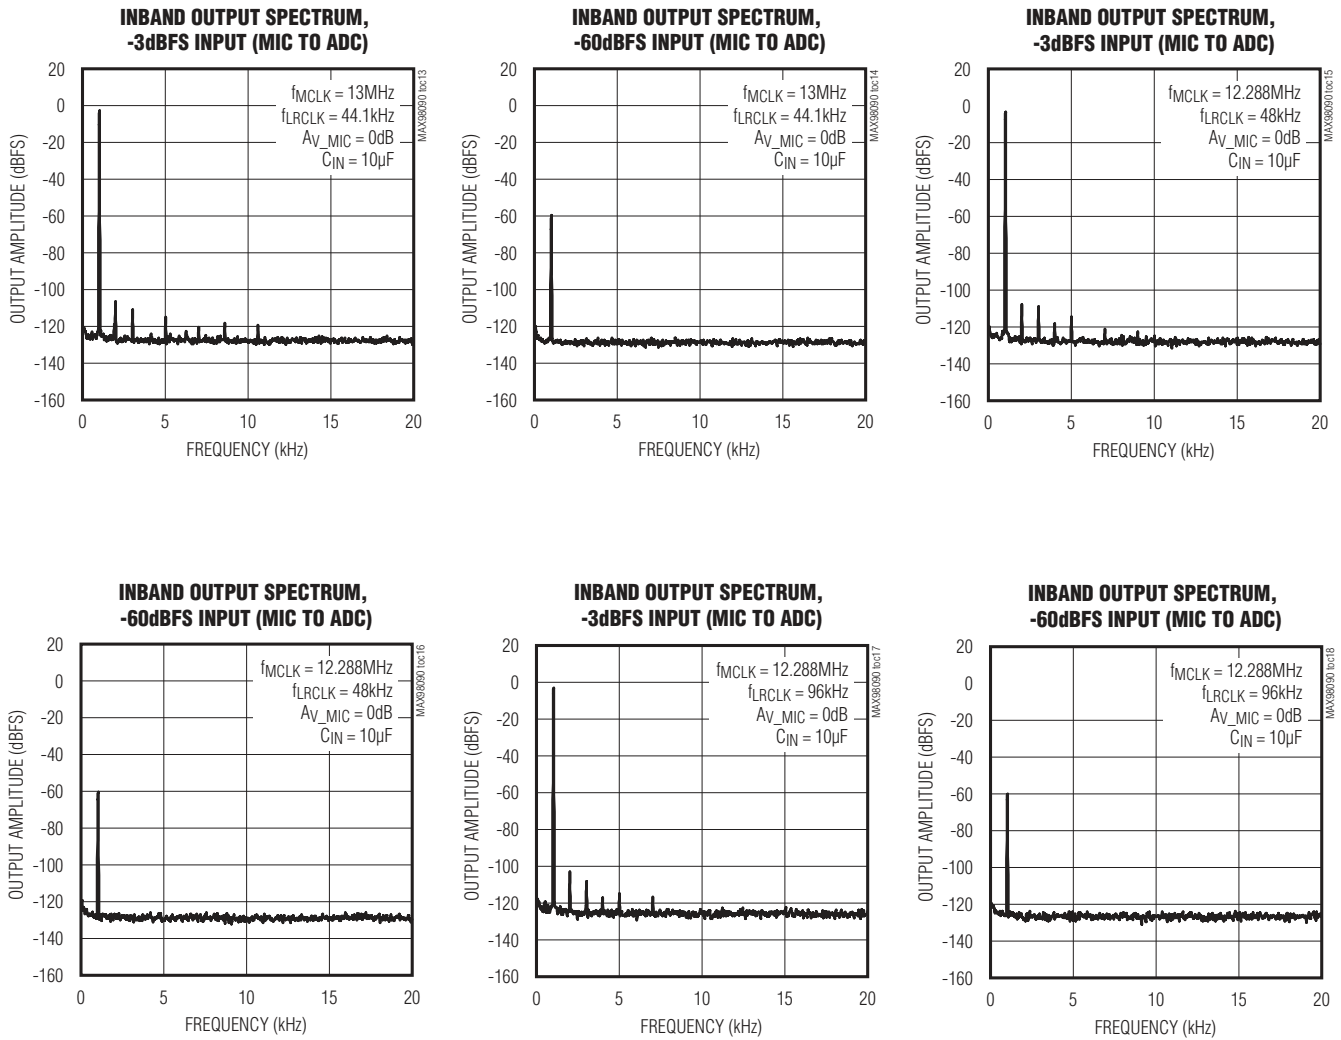 INBAND OUTPUT SPECTRUM,
-3dBFS INPUT (MIC TO ADC)
20
0
-20
-40
-60
-80
-100
-120
-140
-160
OUTPUT AMPLITUDE (dBFS)
fMCLK = 13MHz
fLRCLK = 44.1kHz
AV_MIC = 0dB
CIN = 10µF
MAX98090 toc13
0 5 10 15 20
FREQUENCY (kHz)
INBAND OUTPUT SPECTRUM,
-60dBFS INPUT (MIC TO ADC)
20
0
-20
-40
-60
-80
-100
-120
-140
-160
OUTPUT AMPLITUDE (dBFS)
fMCLK = 13MHz
fLRCLK = 44.1kHz
AV_MIC = 0dB
CIN = 10µF
MAX98090 toc14
0 5 10 15 20
FREQUENCY (kHz)
INBAND OUTPUT SPECTRUM,
-3dBFS INPUT (MIC TO ADC)
20
0
-20
-40
-60
-80
-100
-120
-140
-160
OUTPUT AMPLITUDE (dBFS)
fMCLK = 12.288MHz
fLRCLK = 48kHz
AV_MIC = 0dB
CIN = 10µF
MAX98090 toc15
0 5 10 15 20
FREQUENCY (kHz)
INBAND OUTPUT SPECTRUM,
-60dBFS INPUT (MIC TO ADC)
20
0
-20
-40
-60
-80
-100
-120
-140
-160
OUTPUT AMPLITUDE (dBFS)
fMCLK = 12.288MHz
fLRCLK = 48kHz
AV_MIC = 0dB
CIN = 10µF
MAX98090 toc16
0 5 10 15 20
FREQUENCY (kHz)
INBAND OUTPUT SPECTRUM,
-3dBFS INPUT (MIC TO ADC)
20
0
-20
-40
-60
-80
-100
-120
-140
-160
OUTPUT AMPLITUDE (dBFS)
fMCLK = 12.288MHz
fLRCLK = 96kHz
AV_MIC = 0dB
CIN = 10µF
MAX98090 toc17
0 5 10 15 20
FREQUENCY (kHz)
INBAND OUTPUT SPECTRUM,
-60dBFS INPUT (MIC TO ADC)
20
0
-20
-40
-60
-80
-100
-120
-140
-160
OUTPUT AMPLITUDE (dBFS)
fMCLK = 12.288MHz
fLRCLK = 96kHz
AV_MIC = 0dB
CIN = 10µF
MAX98090 toc18
0 5 10 15 20
FREQUENCY (kHz)